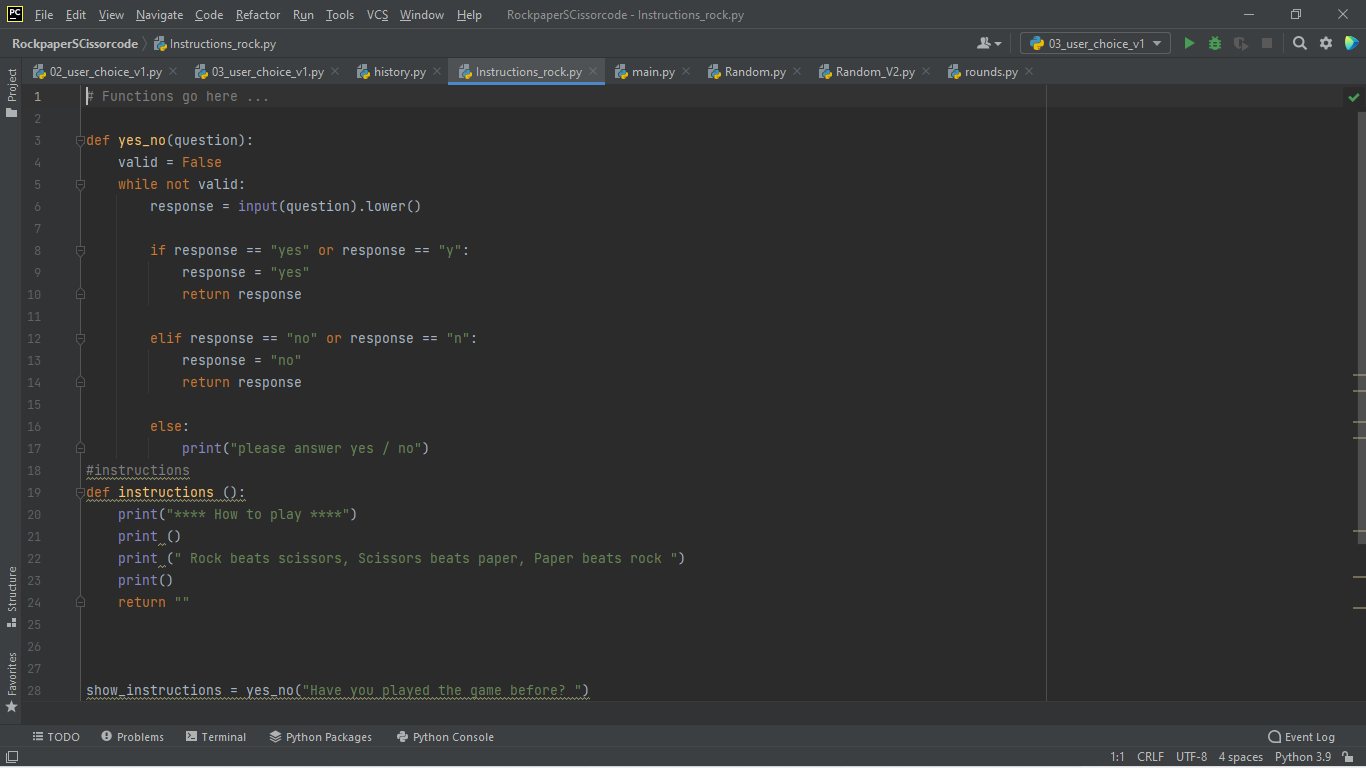 PC File Edit View Navigate Code Refactor Run Tools VCS Window Help RockpaperSCissorcode - Instructions_rock.py
RockpaperSCissorcode Instructions_rock.py 03_user_choice_v1
02_user_choice_v1.py 03_user_choice_v1.py history.py Instructions_rock.py main.py Random.py Random_V2.py rounds.py
Project
1 # Functions go here ...
2
3 def yes_no(question):
4     valid = False
5     while not valid:
6         response = input(question).lower()
7
8         if response == "yes" or response == "y":
9             response = "yes"
10             return response
11
12         elif response == "no" or response == "n":
13             response = "no"
14             return response
15
16         else:
17             print("please answer yes / no")
18 #instructions
19 def instructions ():
20     print("**** How to play ****")
21     print ()
22     print (" Rock beats scissors, Scissors beats paper, Paper beats rock ")
23     print()
24     return ""
25
26
27
28 show_instructions = yes_no("Have you played the game before? ")
Structure
Favorites
TODO Problems Terminal Python Packages Python Console Event Log
1:1 CRLF UTF-8 4 spaces Python 3.9